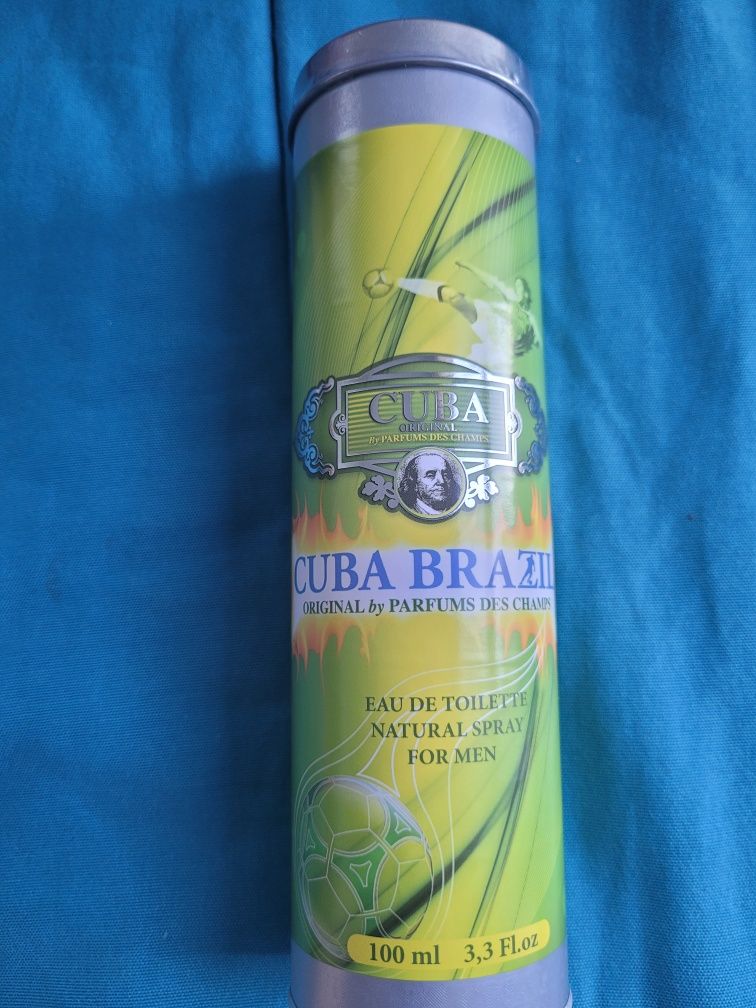 CUBA
ORIGINAL
By PARFUMS DES CHAMPS
CUBA BRAZIL
ORIGINAL by PARFUMS DES CHAMPS
EAU DE TOILETTE
NATURAL SPRAY
FOR MEN
100 ml 3,3 Fl.oz